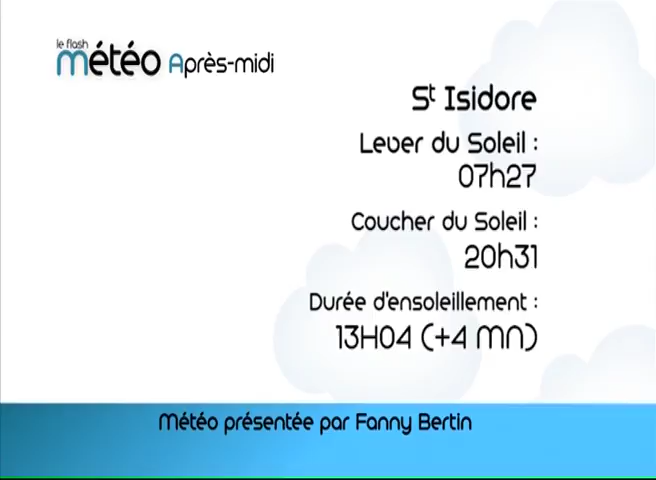 le flash
météo Après-midi
St Isidore
Lever du Soleil :
07h27
Coucher du Soleil :
20h31
Durée d'ensoleillement :
13H04 (+4 MN)
Météo présentée par Fanny Bertin